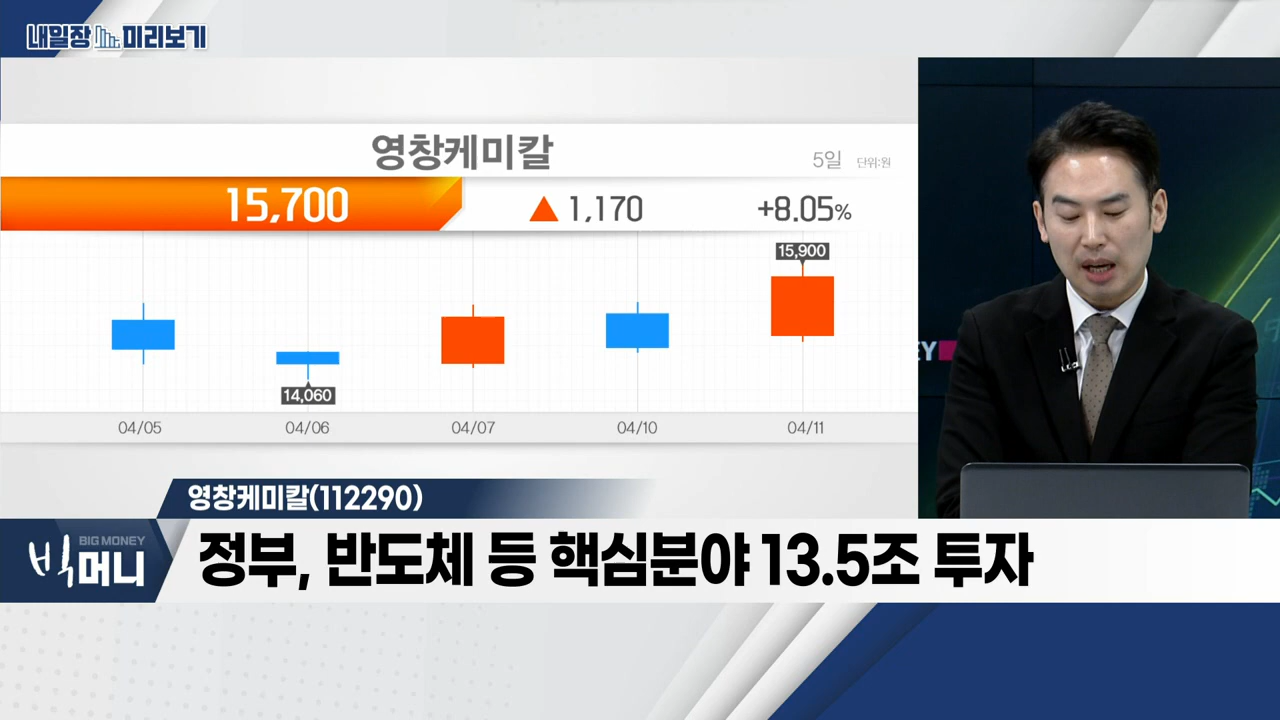 내일장 미리보기
영창케미칼
5일 단위:원
15,700 ▲ 1,170 +8.05%
15,900
14,060
04/05 04/06 04/07 04/10 04/11
EY
영창케미칼(112290)
BIG MONEY
빅머니
정부, 반도체 등 핵심분야 13.5조 투자